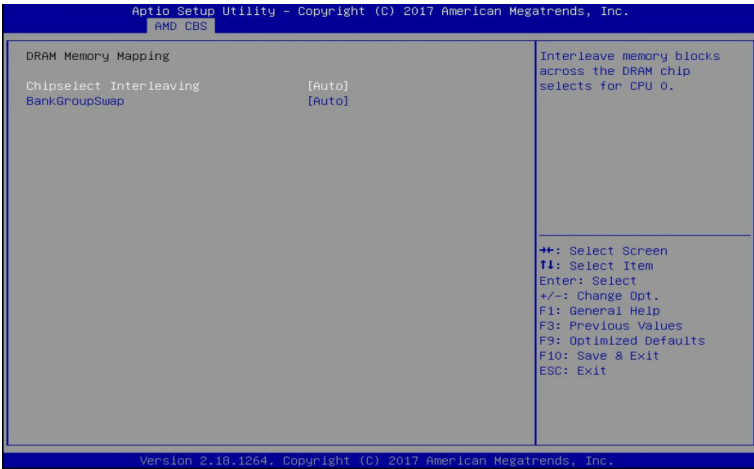 Aptio Setup Utility – Copyright (C) 2017 American Megatrends, Inc.
AMD CBS
DRAM Memory Mapping
Chipselect Interleaving [Auto]
BankGroupSwap [Auto]
Interleave memory blocks
across the DRAM chip
selects for CPU 0.
→←: Select Screen
↑↓: Select Item
Enter: Select
+/-: Change Opt.
F1: General Help
F3: Previous Values
F9: Optimized Defaults
F10: Save & Exit
ESC: Exit
Version 2.18.1264. Copyright (C) 2017 American Megatrends, Inc.